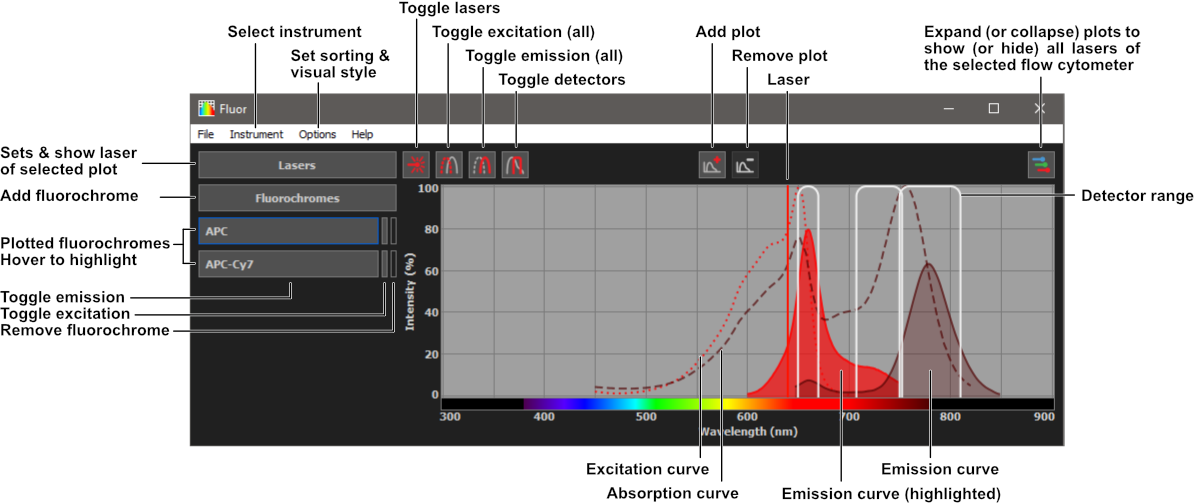 Toggle lasers
Select instrument
Toggle excitation (all)
Add plot
Expand (or collapse) plots to
show (or hide) all lasers of
the selected flow cytometer
Set sorting &
visual style
Toggle emission (all)
Remove plot
Toggle detectors
Laser
Fluor
File Instrument Options Help
Sets & show laser
of selected plot
Lasers
Add fluorochrome
Fluorochromes
Detector range
Plotted fluorochromes
Hover to highlight
APC
APC-Cy7
Toggle emission
Toggle excitation
Remove fluorochrome
Intensity (%)
100
80
60
40
20
0
300 400 500 600 700 800 900
Wavelength (nm)
Excitation curve
Emission curve
Absorption curve
Emission curve (highlighted)